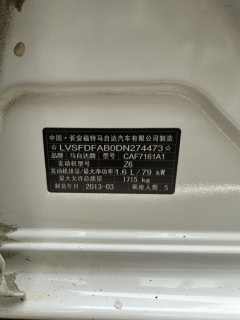 中国·长安福特马自达汽车有限公司制造
☆LVSFDFAB0DN274473☆
品牌 马自达牌 型号 CAF7161A1
发动机型号 Z6
发动机排量/最大净功率 1.6 L/79 kW
最大允许总质量 1715 kg
制造年月 2013-03 乘座人数 5